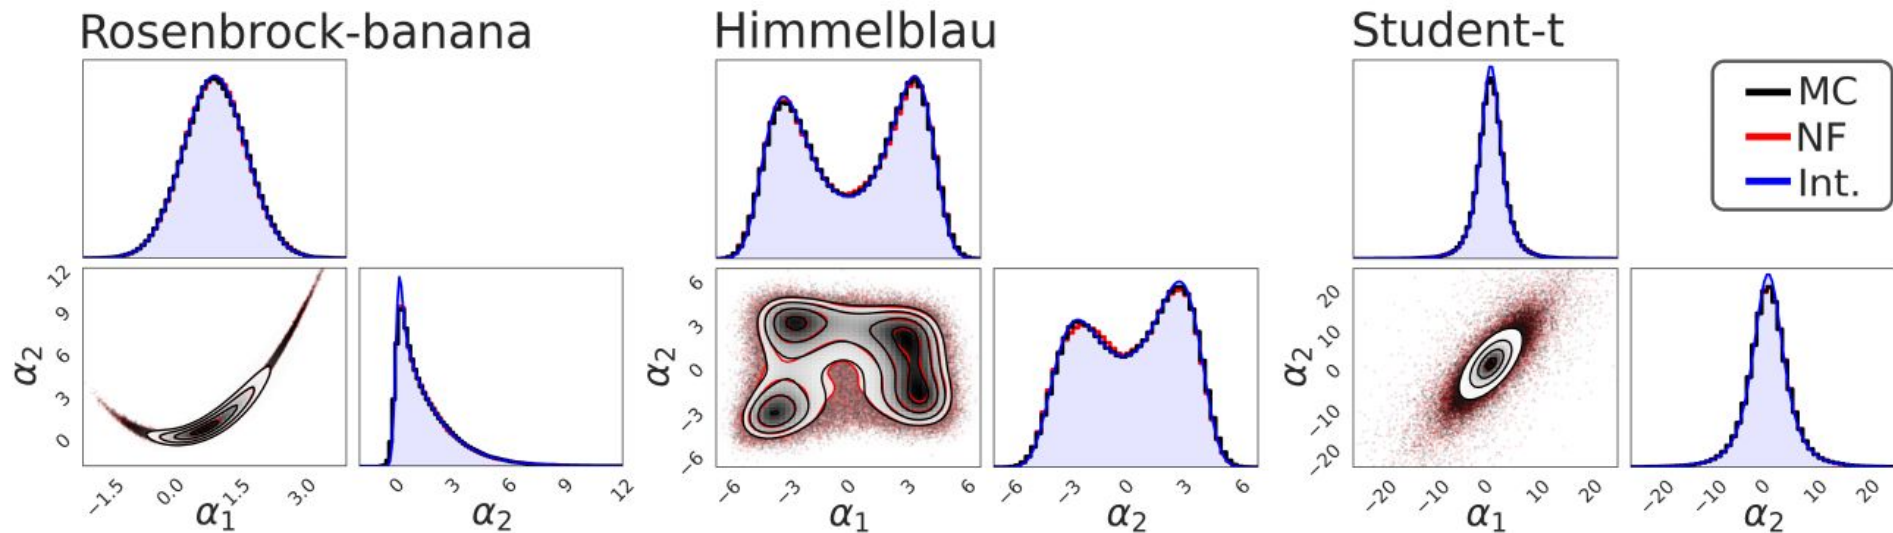 Rosenbrock-banana
Himmelblau
Student-t
MC
NF
Int.
12
9
6
3
0
α₂
−1.5
0.0
1.5
3.0
α₁
0
3
6
9
12
α₂
6
3
0
−3
−6
α₂
−6
−3
0
3
6
α₁
−6
−3
0
3
6
α₂
20
10
0
−10
−20
α₂
−20
−10
0
10
20
α₁
−20
−10
0
10
20
α₂